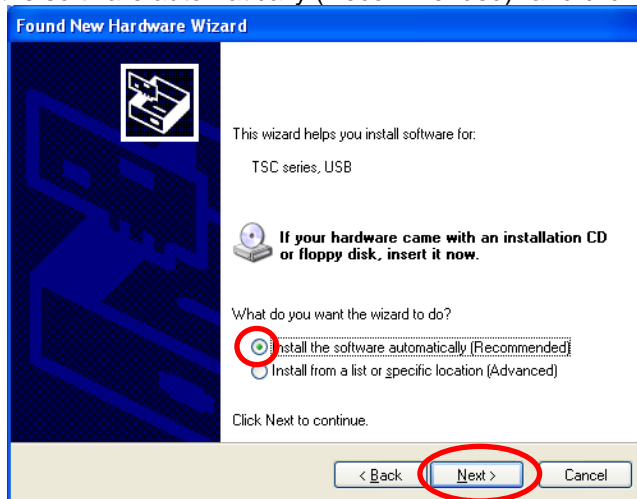 Found New Hardware Wizard
This wizard helps you install software for:
TSC series, USB
If your hardware came with an installation CD
or floppy disk, insert it now.
What do you want the wizard to do?
Install the software automatically (Recommended)
Install from a list or specific location (Advanced)
Click Next to continue.
< Back
Next >
Cancel